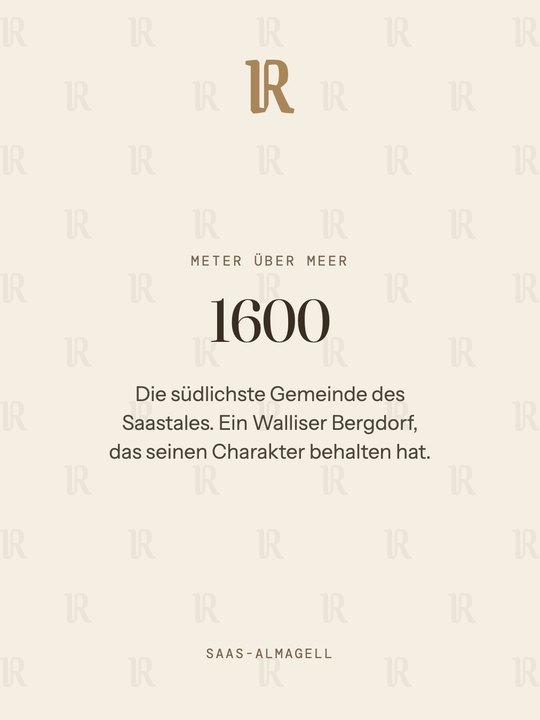 METER ÜBER MEER
1600
Die südlichste Gemeinde des
Saastales. Ein Walliser Bergdorf,
das seinen Charakter behalten hat.
SAAS-ALMAGELL